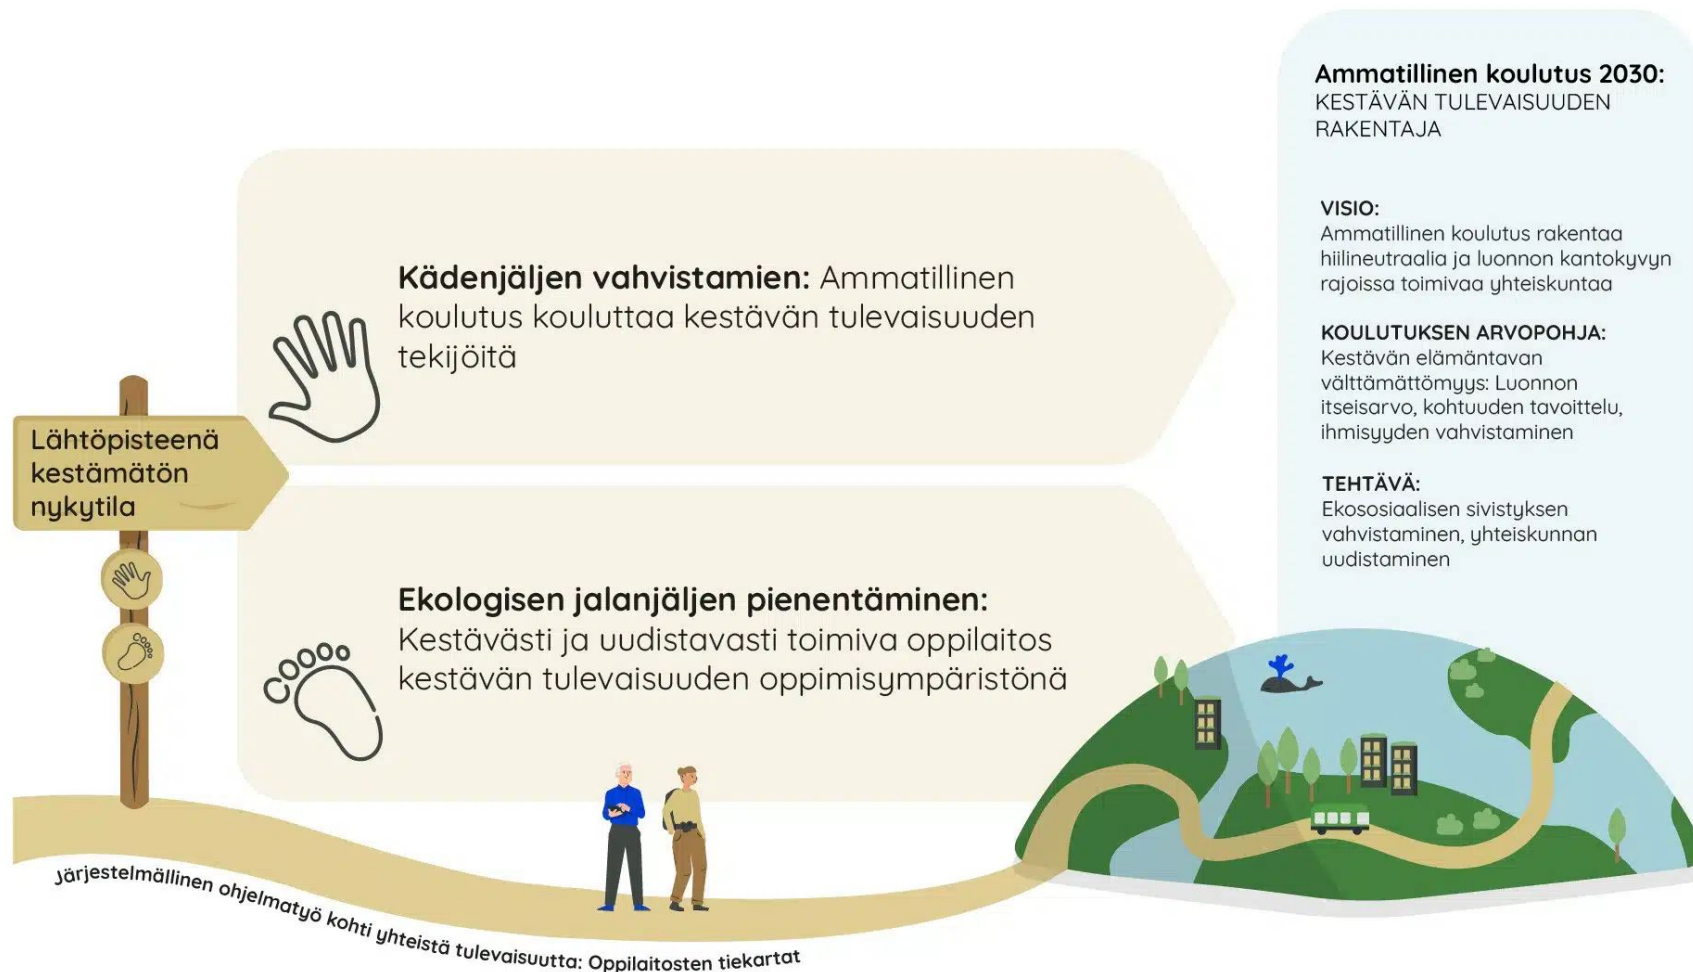 Lähtöpisteenä
kestämätön
nykytila
Kädenjäljen vahvistamien: Ammatillinen
koulutus kouluttaa kestävän tulevaisuuden
tekijöitä
Ekologisen jalanjäljen pienentäminen:
Kestävästi ja uudistavasti toimiva oppilaitos
kestävän tulevaisuuden oppimisympäristönä
Järjestelmällinen ohjelmatyö kohti yhteistä tulevaisuutta: Oppilaitosten tiekartat
Ammatillinen koulutus 2030:
KESTÄVÄN TULEVAISUUDEN
RAKENTAJA
VISIO:
Ammatillinen koulutus rakentaa
hiilineutraalia ja luonnon kantokyvyn
rajoissa toimivaa yhteiskuntaa
KOULUTUKSEN ARVOPOHJA:
Kestävän elämäntavan
välttämättömyys: Luonnon
itseisarvo, kohtuuden tavoittelu,
ihmisyyden vahvistaminen
TEHTÄVÄ:
Ekososiaalisen sivistyksen
vahvistaminen, yhteiskunnan
uudistaminen